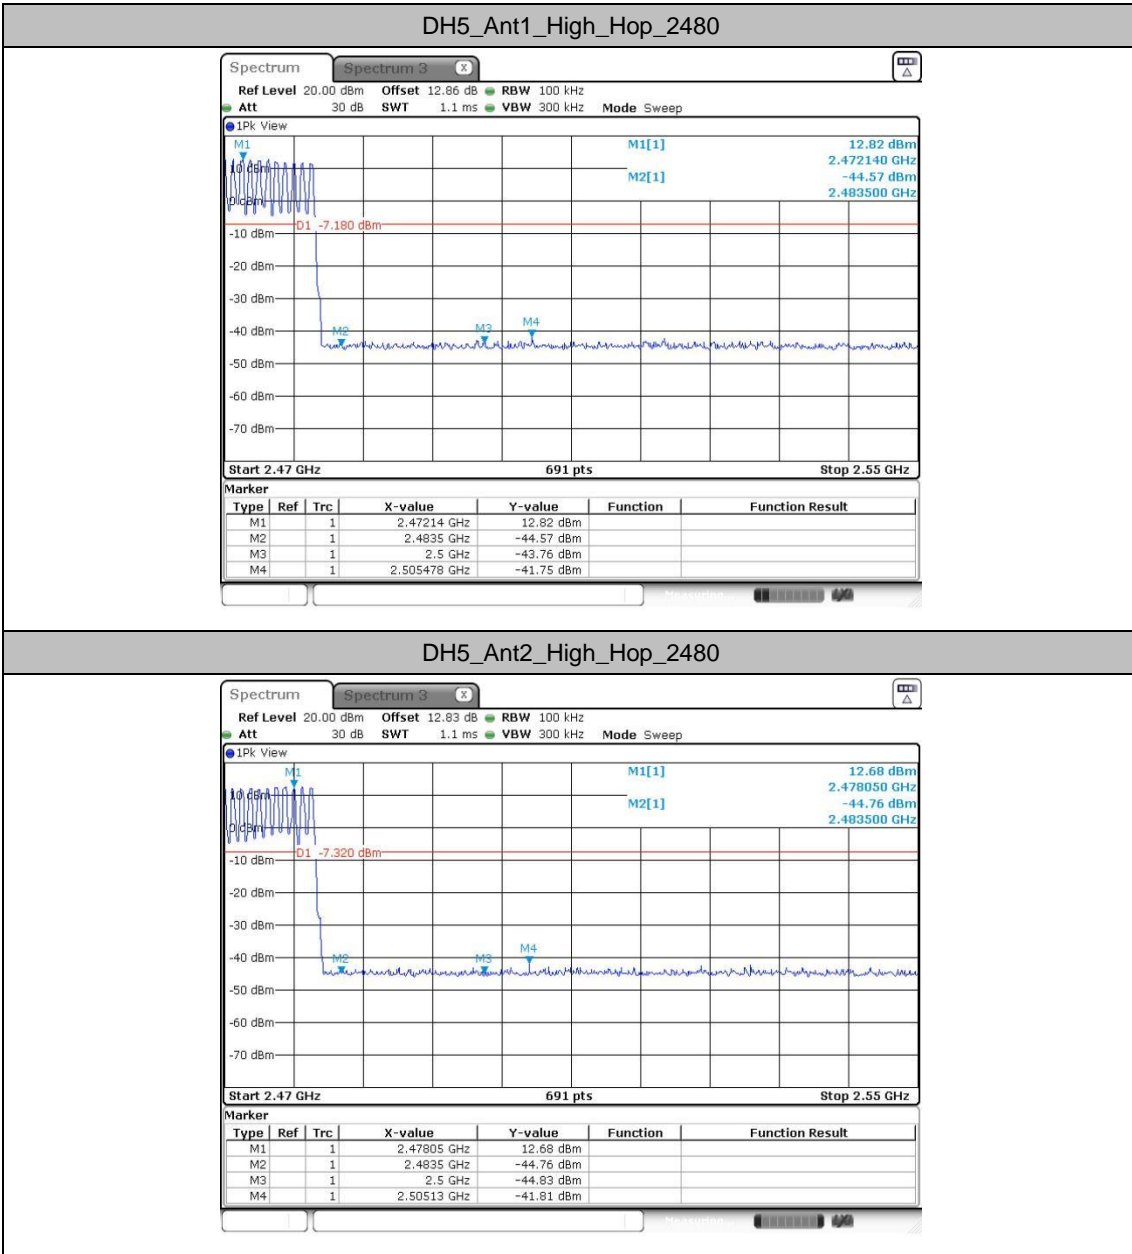 DH5_Ant1_High_Hop_2480
Spectrum Spectrum 3 X
Ref Level 20.00 dBm Offset 12.86 dB RBW 100 kHz
Att 30 dB SWT 1.1 ms VBW 300 kHz Mode Sweep
1Pk View
M1 M1[1] 12.82 dBm
2.472140 GHz
10 dBm M2[1] -44.57 dBm
0 dBm 2.483500 GHz
D1 -7.180 dBm
-10 dBm
-20 dBm
-30 dBm
-40 dBm M2 M3 M4
-50 dBm
-60 dBm
-70 dBm
Start 2.47 GHz 691 pts Stop 2.55 GHz
Marker
Type Ref Trc X-value Y-value Function Function Result
M1 1 2.47214 GHz 12.82 dBm
M2 1 2.4835 GHz -44.57 dBm
M3 1 2.5 GHz -43.76 dBm
M4 1 2.505478 GHz -41.75 dBm
Measuring...
DH5_Ant2_High_Hop_2480
Spectrum Spectrum 3 X
Ref Level 20.00 dBm Offset 12.83 dB RBW 100 kHz
Att 30 dB SWT 1.1 ms VBW 300 kHz Mode Sweep
1Pk View
M1 M1[1] 12.68 dBm
2.478050 GHz
10 dBm M2[1] -44.76 dBm
0 dBm 2.483500 GHz
D1 -7.320 dBm
-10 dBm
-20 dBm
-30 dBm
-40 dBm M2 M3 M4
-50 dBm
-60 dBm
-70 dBm
Start 2.47 GHz 691 pts Stop 2.55 GHz
Marker
Type Ref Trc X-value Y-value Function Function Result
M1 1 2.47805 GHz 12.68 dBm
M2 1 2.4835 GHz -44.76 dBm
M3 1 2.5 GHz -44.83 dBm
M4 1 2.50513 GHz -41.81 dBm